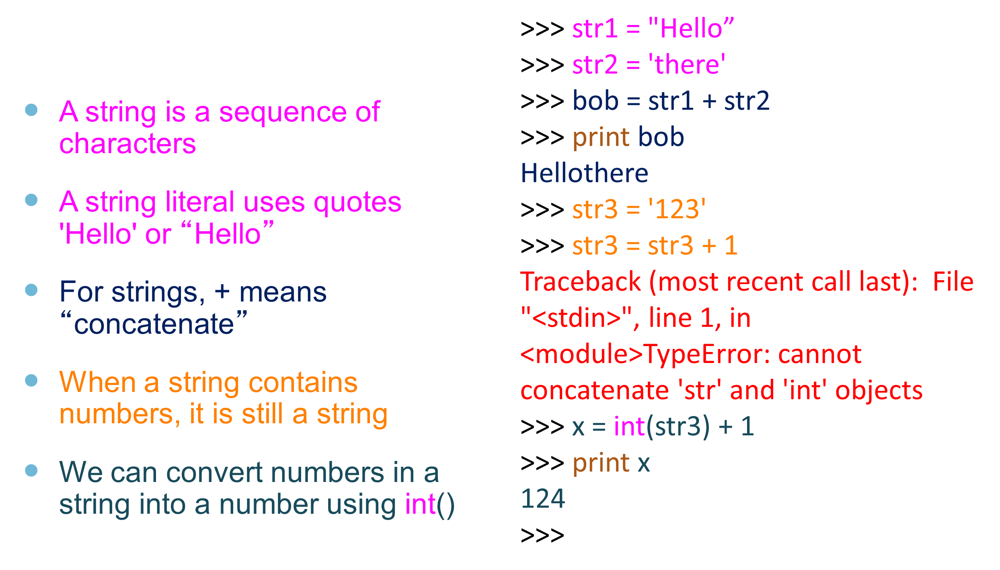 • A string is a sequence of
characters
• A string literal uses quotes
'Hello' or “Hello”
• For strings, + means
“concatenate”
• When a string contains
numbers, it is still a string
• We can convert numbers in a
string into a number using int()
>>> str1 = "Hello”
>>> str2 = 'there'
>>> bob = str1 + str2
>>> print bob
Hellothere
>>> str3 = '123'
>>> str3 = str3 + 1
Traceback (most recent call last):  File
"<stdin>", line 1, in
<module>TypeError: cannot
concatenate 'str' and 'int' objects
>>> x = int(str3) + 1
>>> print x
124
>>>